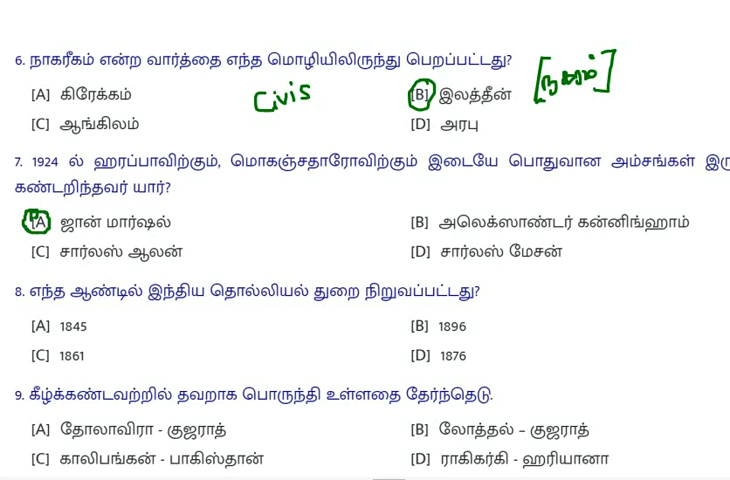 6. நாகரீகம் என்ற வார்த்தை எந்த மொழியிலிருந்து பெறப்பட்டது?
[A] கிரேக்கம் civis [B] இலத்தீன் [நகரம்]
[C] ஆங்கிலம் [D] அரபு
7. 1924 ல் ஹரப்பாவிற்கும், மொகஞ்சதாரோவிற்கும் இடையே பொதுவான அம்சங்கள்
கண்டறிந்தவர் யார்?
[A] ஜான் மார்ஷல் [B] அலெக்ஸாண்டர் கன்னிங்ஹாம்
[C] சார்லஸ் ஆலன் [D] சார்லஸ் மேசன்
8. எந்த ஆண்டில் இந்திய தொல்லியல் துறை நிறுவப்பட்டது?
[A] 1845 [B] 1896
[C] 1861 [D] 1876
9. கீழ்க்கண்டவற்றில் தவறாக பொருந்தி உள்ளதை தேர்ந்தெடு.
[A] தோலாவிரா - குஜராத் [B] லோத்தல் – குஜராத்
[C] காலிபங்கன் - பாகிஸ்தான் [D] ராகிகர்கி - ஹரியானா